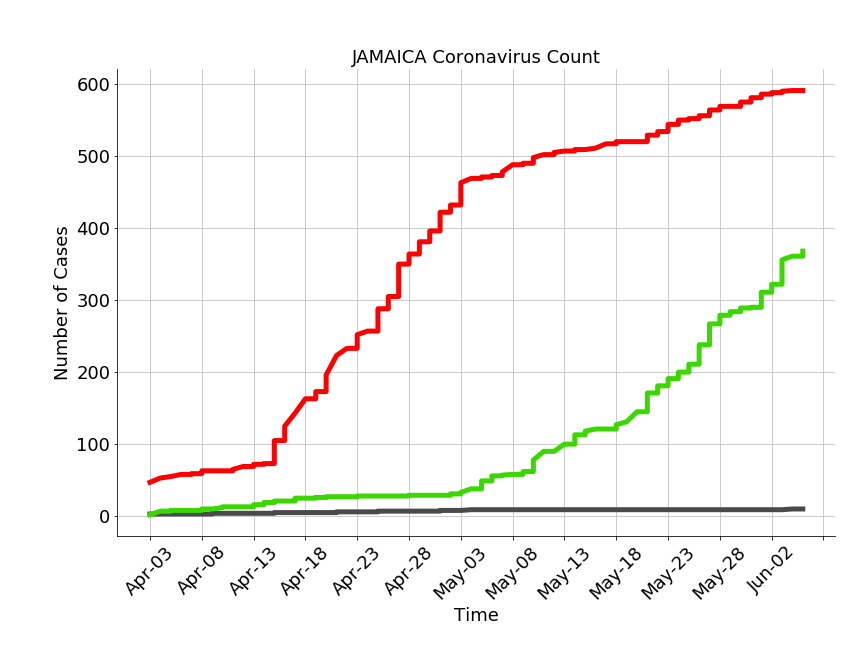 JAMAICA Coronavirus Count
600
500
400
300
200
100
0
Number of Cases
Apr-03
Apr-08
Apr-13
Apr-18
Apr-23
Apr-28
May-03
May-08
May-13
May-18
May-23
May-28
Jun-02
Time